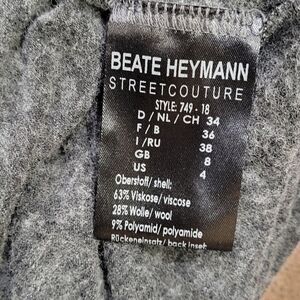 BEATE HEYMANN
STREETCOUTURE
STYLE: 749 - 18
D / NL / CH 34
F / B 36
I / RU 38
GB 8
US 4
Oberstoff/ shell:
63% Viskose/ viscose
28% Wolle/ wool
9% Polyamid/ polyamide
Rückeneinsatz/ back inset: